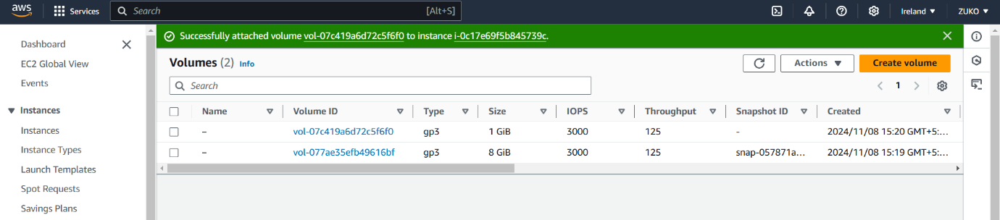 aws Services Search [Alt+S] Ireland ZUKO
Successfully attached volume vol-07c419a6d72c5f6f0 to instance i-0c17e69f5b845739c.
Dashboard
EC2 Global View
Events
Instances
Instances
Instance Types
Launch Templates
Spot Requests
Savings Plans
Volumes (2) Info Actions Create volume
Search 1
Name Volume ID Type Size IOPS Throughput Snapshot ID Created
– vol-07c419a6d72c5f6f0 gp3 1 GiB 3000 125 - 2024/11/08 15:20 GMT+5:...
– vol-077ae35efb49616bf gp3 8 GiB 3000 125 snap-057871a... 2024/11/08 15:19 GMT+5:...